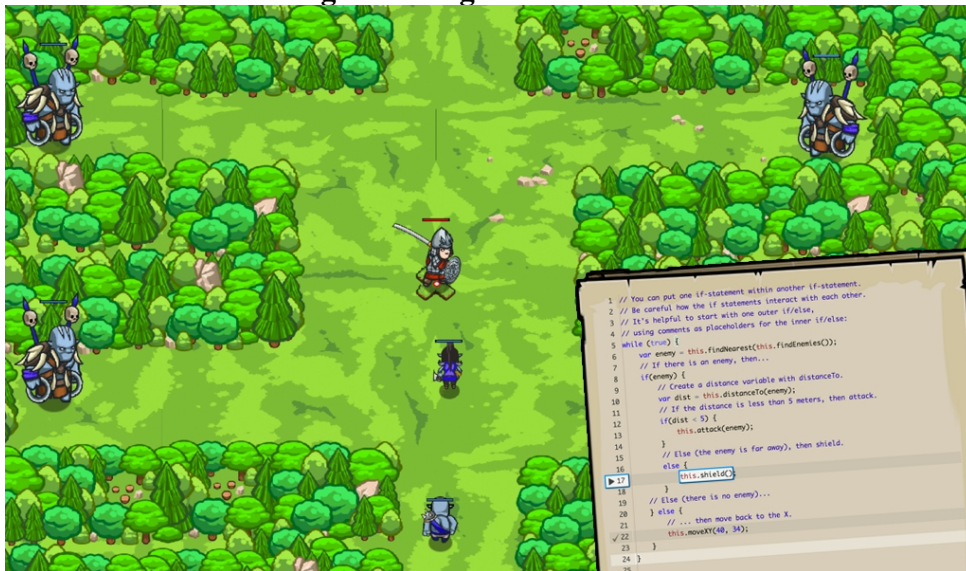 1 // You can put one if-statement within another if-statement.
2 // Be careful how the if statements interact with each other.
3 // It's helpful to start with one outer if/else,
4 // using comments as placeholders for the inner if/else:
5 while (true) {
6 var enemy = this.findNearest(this.findEnemies());
7 // If there is an enemy, then...
8 if(enemy) {
9 // Create a distance variable with distanceTo.
10 var dist = this.distanceTo(enemy);
11 // If the distance is less than 5 meters, then attack.
12 if(dist < 5) {
13 this.attack(enemy);
14 }
15 // Else (the enemy is far away), then shield.
16 else {
17 this.shield();
18 }
19 // Else (there is no enemy)...
20 } else {
21 // ... then move back to the X.
22 this.moveXY(40, 34);
23 }
24 }
25